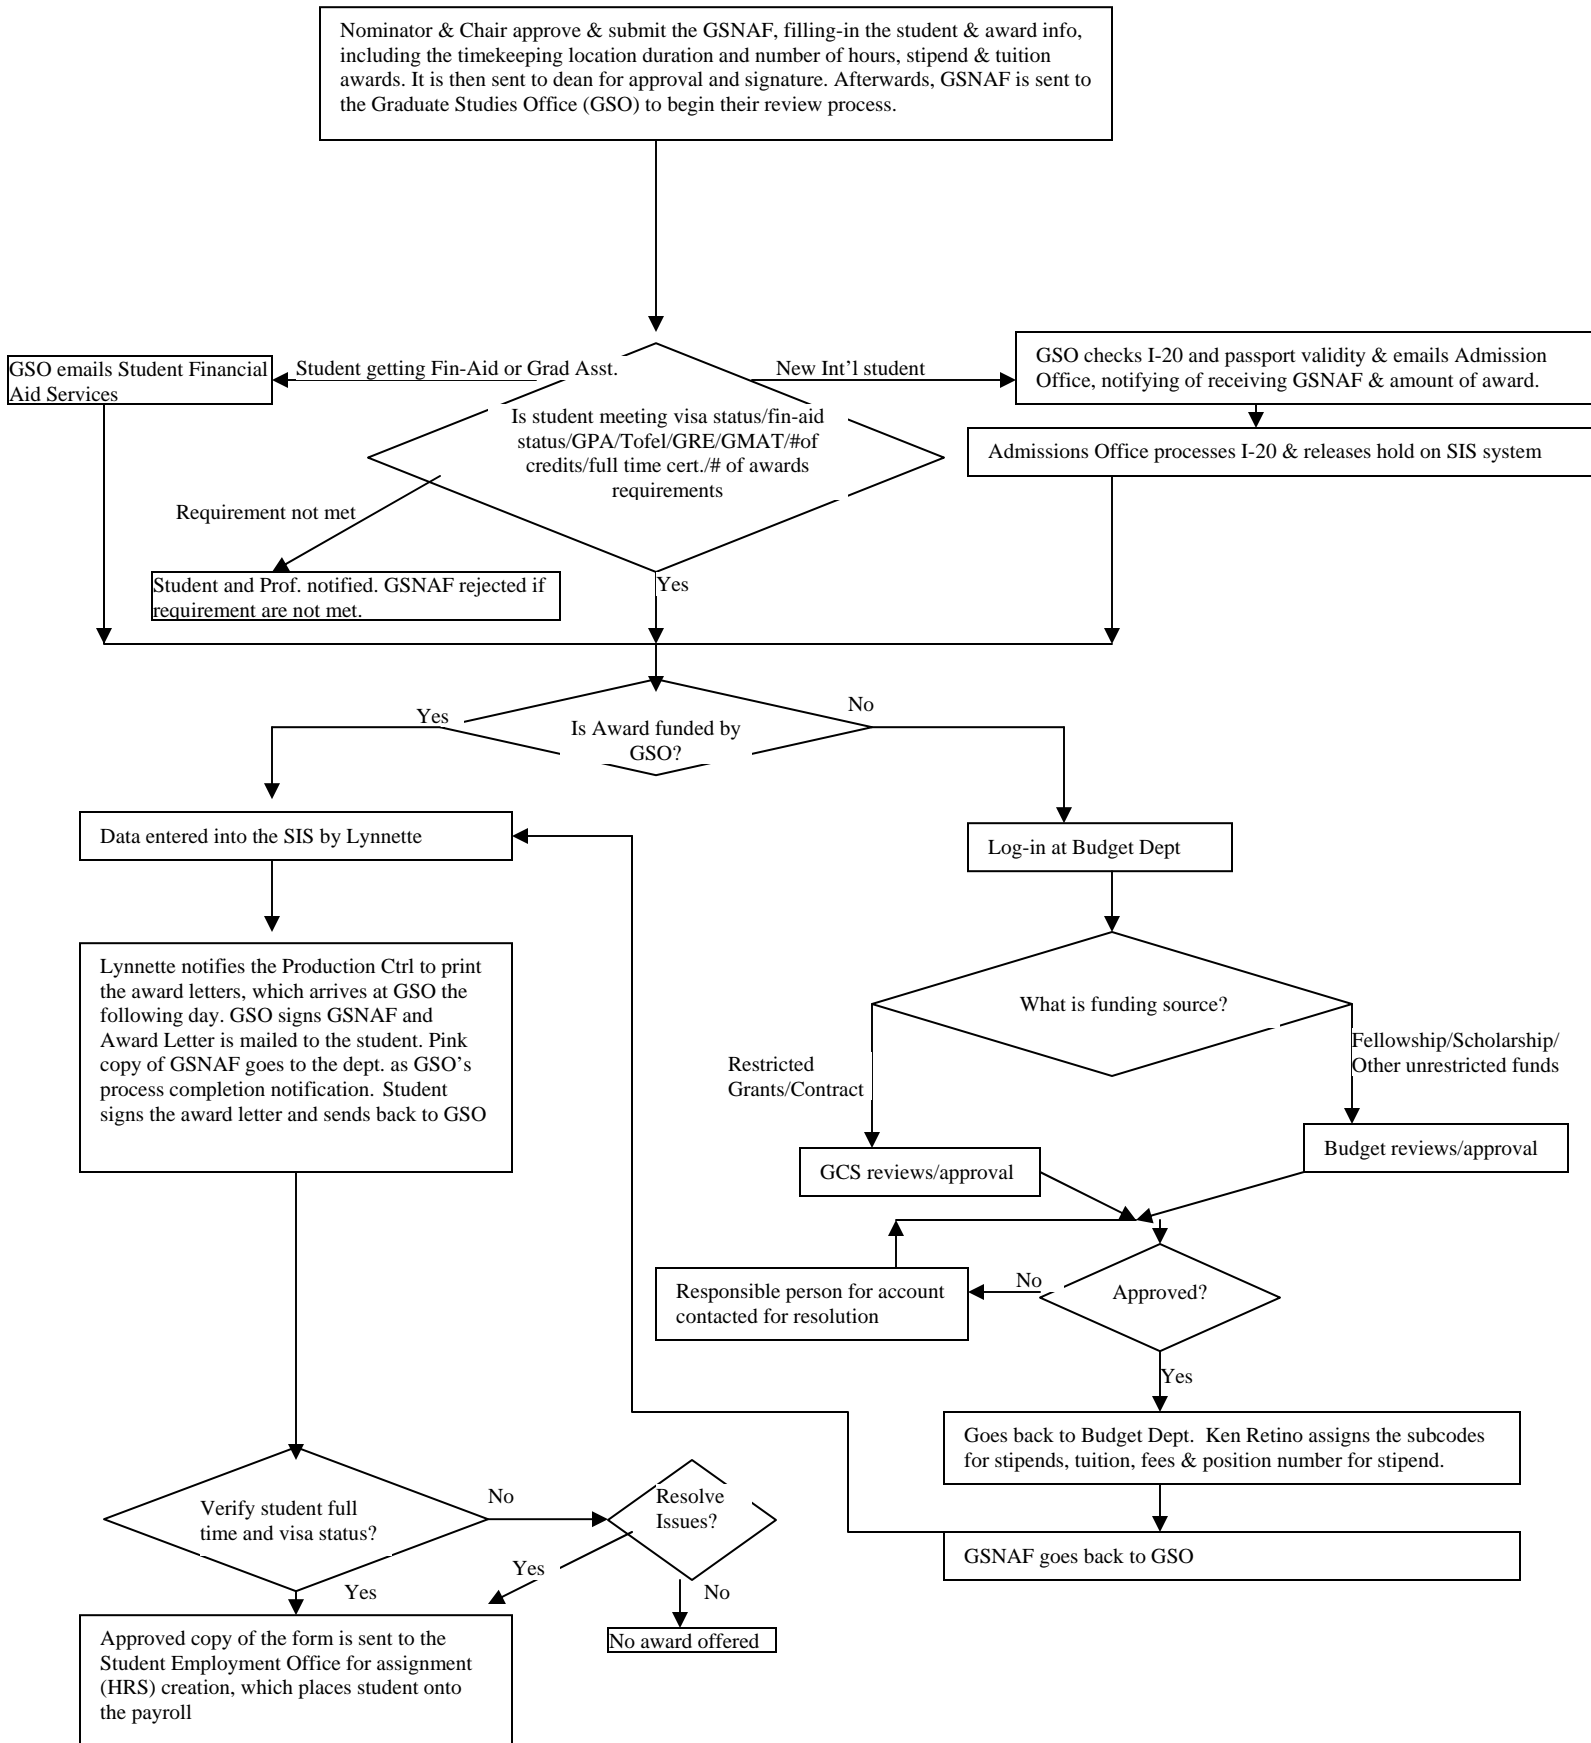 Nominator & Chair approve & submit the GSNAF, filling-in the student & award info,
including the timekeeping location duration and number of hours, stipend & tuition
awards. It is then sent to dean for approval and signature. Afterwards, GSNAF is sent to
the Graduate Studies Office (GSO) to begin their review process.
GSO emails Student Financial
Aid Services
Student getting Fin-Aid or Grad Asst.
New Int'l student
GSO checks I-20 and passport validity & emails Admission
Office, notifying of receiving GSNAF & amount of award.
Is student meeting visa status/fin-aid
status/GPA/Tofel/GRE/GMAT/#of
credits/full time cert./# of awards
requirements
Admissions Office processes I-20 & releases hold on SIS system
Requirement not met
Student and Prof. notified. GSNAF rejected if
requirement are not met.
Yes
Yes
Is Award funded by
GSO?
No
Data entered into the SIS by Lynnette
Log-in at Budget Dept
Lynnette notifies the Production Ctrl to print
the award letters, which arrives at GSO the
following day. GSO signs GSNAF and
Award Letter is mailed to the student. Pink
copy of GSNAF goes to the dept. as GSO's
process completion notification. Student
signs the award letter and sends back to GSO
What is funding source?
Restricted
Grants/Contract
Fellowship/Scholarship/
Other unrestricted funds
GCS reviews/approval
Budget reviews/approval
Responsible person for account
contacted for resolution
No
Approved?
Yes
Goes back to Budget Dept.  Ken Retino assigns the subcodes
for stipends, tuition, fees & position number for stipend.
GSNAF goes back to GSO
Verify student full
time and visa status?
No
Resolve
Issues?
Yes
Yes
No
No award offered
Approved copy of the form is sent to the
Student Employment Office for assignment
(HRS) creation, which places student onto
the payroll